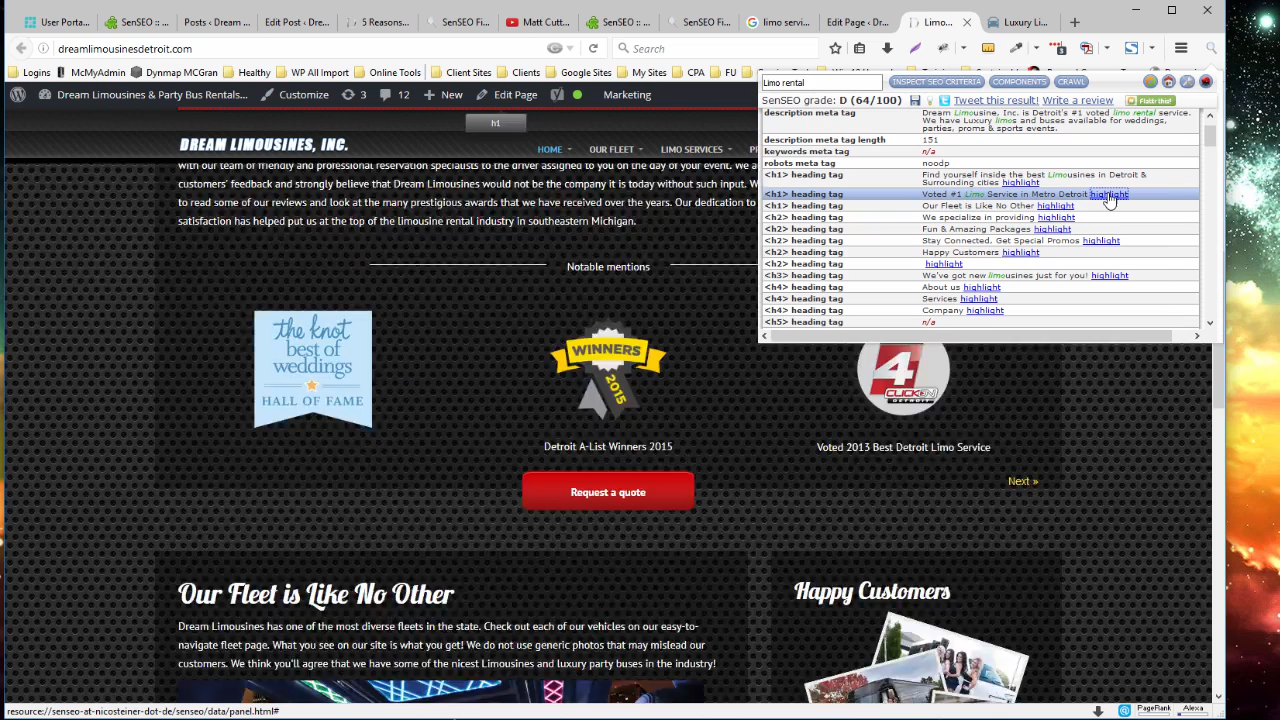 User Porta...
SenSEO :: ...
Posts ‹ Dream ...
Edit Post ‹ Dre...
5 Reasons...
SenSEO Fi...
Matt Cutt...
SenSEO :: ...
SenSEO Fi...
limo servi...
Edit Page ‹ Dr...
Limo...
Luxury Li...
dreamlimousinesdetroit.com
Search
Logins
McMyAdmin
Dynmap MCGran
Healthy
WP All Import
Online Tools
Client Sites
Clients
Google Sites
My Sites
CPA
FU
Dream Limousines & Party Bus Rentals...
Customize
3
12
New
Edit Page
Marketing
Limo rental
INSPECT SEO CRITERIA
COMPONENTS
CRAWL
SenSEO grade: D (64/100)
Tweet this result!
Write a review
Flattr this!
description meta tag
Dream Limousine, Inc. is Detroit's #1 voted limo rental service.
We have Luxury limos and buses available for weddings,
parties, proms & sports events.
description meta tag length
151
keywords meta tag
n/a
robots meta tag
noodp
<h1> heading tag
Find yourself inside the best Limousines in Detroit &
Surrounding cities highlight
<h1> heading tag
Voted #1 Limo Service in Metro Detroit highlight
<h1> heading tag
Our Fleet is Like No Other highlight
<h2> heading tag
We specialize in providing highlight
<h2> heading tag
Fun & Amazing Packages highlight
<h2> heading tag
Stay Connected, Get Special Promos highlight
<h2> heading tag
Happy Customers highlight
<h2> heading tag
highlight
<h3> heading tag
We've got new limousines just for you! highlight
<h4> heading tag
About us highlight
<h4> heading tag
Services highlight
<h4> heading tag
Company highlight
<h5> heading tag
n/a
h1
DREAM LIMOUSINES, INC.
HOME
OUR FLEET
LIMO SERVICES
with our team of friendly and professional reservation specialists to the driver assigned to you on the day of your event. We
customers' feedback and strongly believe that Dream Limousines would not be the company it is today without such input. W
to read some of our reviews and look at the many prestigious awards that we have received over the years. Our dedication to
satisfaction has helped put us at the top of the limousine rental industry in southeastern Michigan.
Notable mentions
the knot
best of
weddings
HALL OF FAME
WINNERS
2015
4
CLICK ON
DETROIT
Detroit A-List Winners 2015
Voted 2013 Best Detroit Limo Service
Request a quote
Next »
Our Fleet is Like No Other
Dream Limousines has one of the most diverse fleets in the state. Check out each of our vehicles on our easy-to-
navigate fleet page. What you see on our site is what you get! We do not use generic photos that may mislead our
customers. We think you'll agree that we have some of the nicest Limousines and luxury party buses in the industry!
Happy Customers
resource://senseo-at-nicosteiner-dot-de/senseo/data/panel.html#
PageRank
Alexa